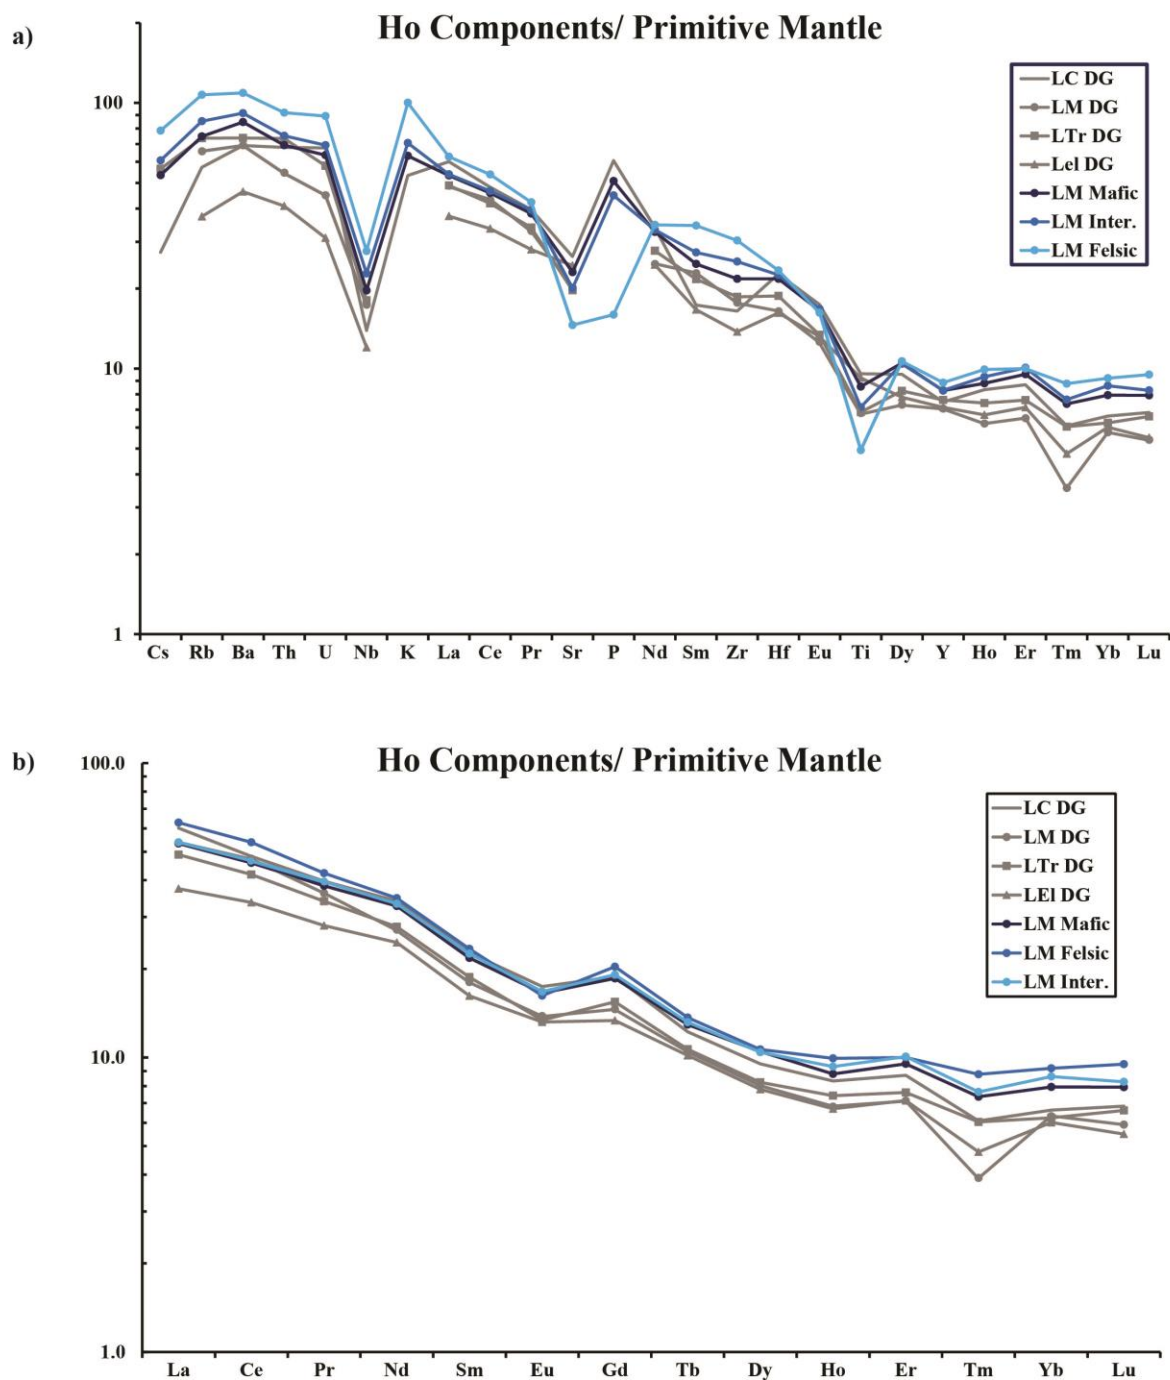 a)
Ho Components/ Primitive Mantle
LC DG
LM DG
LTr DG
Lel DG
LM Mafic
LM Inter.
LM Felsic
100
10
1
Cs Rb Ba Th U Nb K La Ce Pr Sr P Nd Sm Zr Hf Eu Ti Dy Y Ho Er Tm Yb Lu
b)
Ho Components/ Primitive Mantle
LC DG
LM DG
LTr DG
LEl DG
LM Mafic
LM Felsic
LM Inter.
100.0
10.0
1.0
La Ce Pr Nd Sm Eu Gd Tb Dy Ho Er Tm Yb Lu